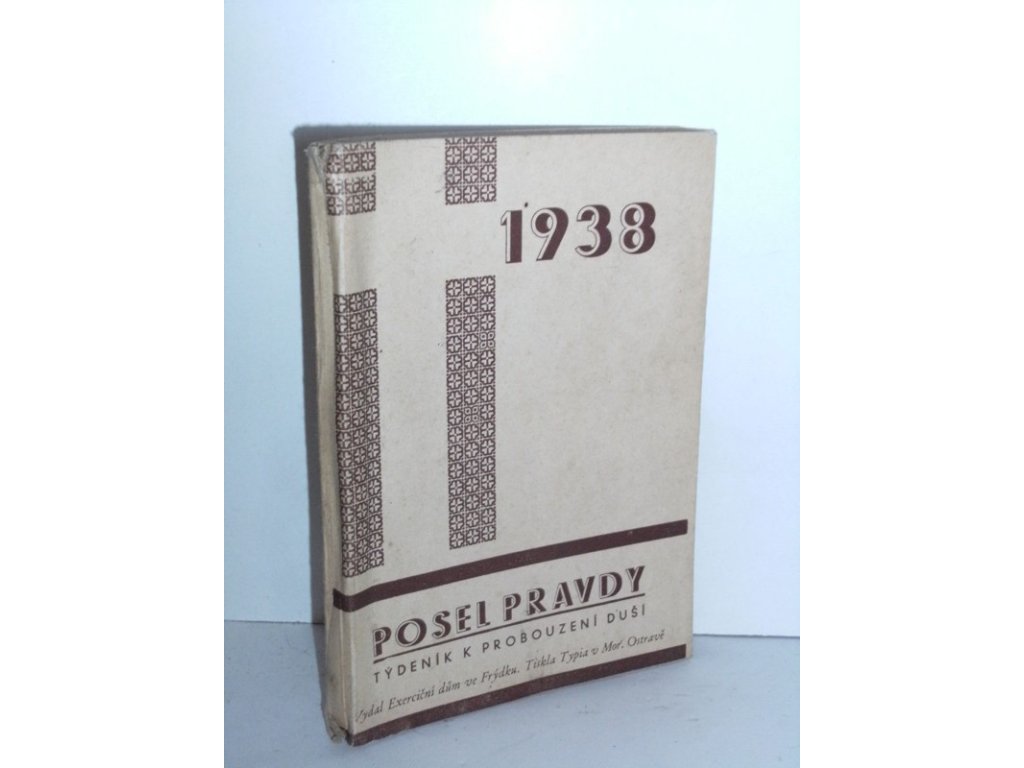 1938
POSEL PRAVDY
TÝDENÍK K PROBOUZENÍ DUŠÍ
Vydal Exerciční dům ve Frýdku. Tiskla Typia v Mor. Ostravě